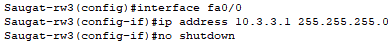 Saugat-rw3(config)#interface fa0/0
Saugat-rw3(config-if)#ip address 10.3.3.1 255.255.255.0
Saugat-rw3(config-if)#no shutdown